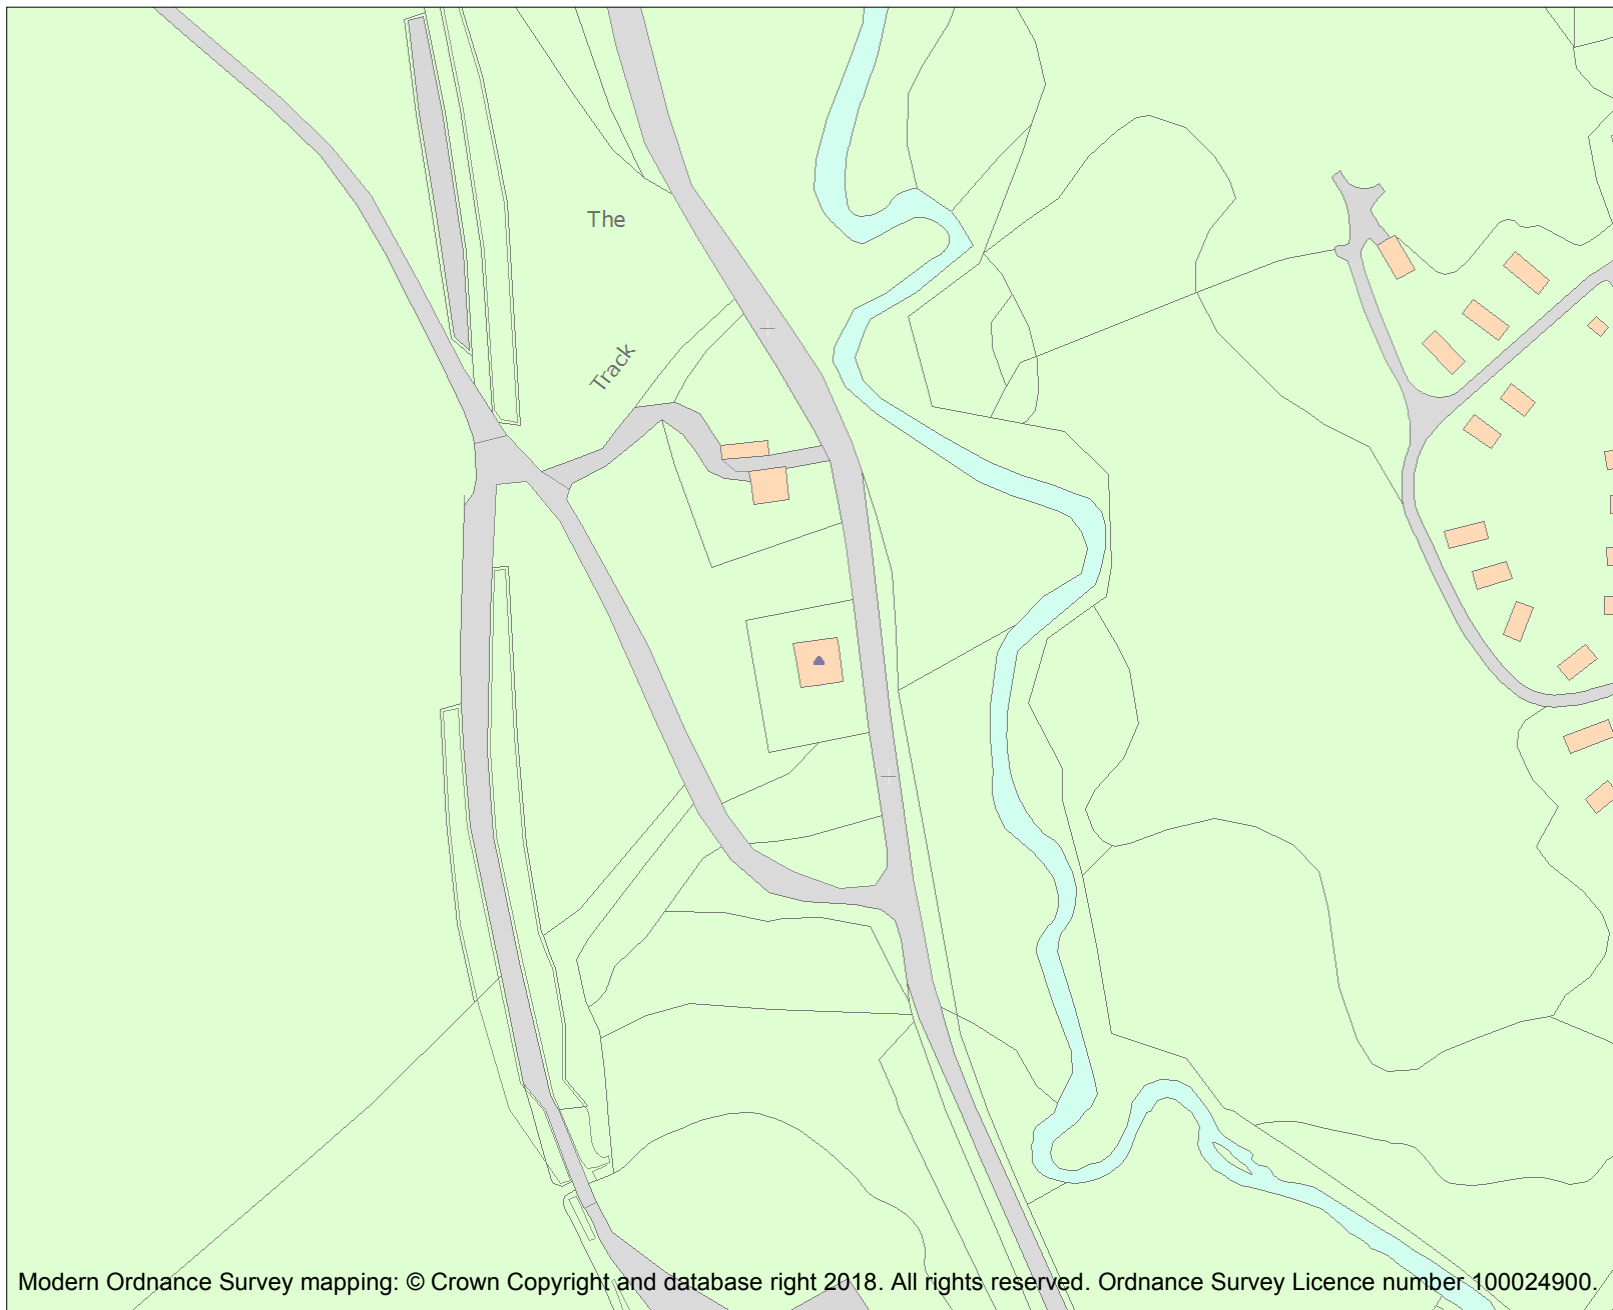 The
Track
Modern Ordnance Survey mapping: © Crown Copyright and database right 2018. All rights reserved. Ordnance Survey Licence number 100024900.